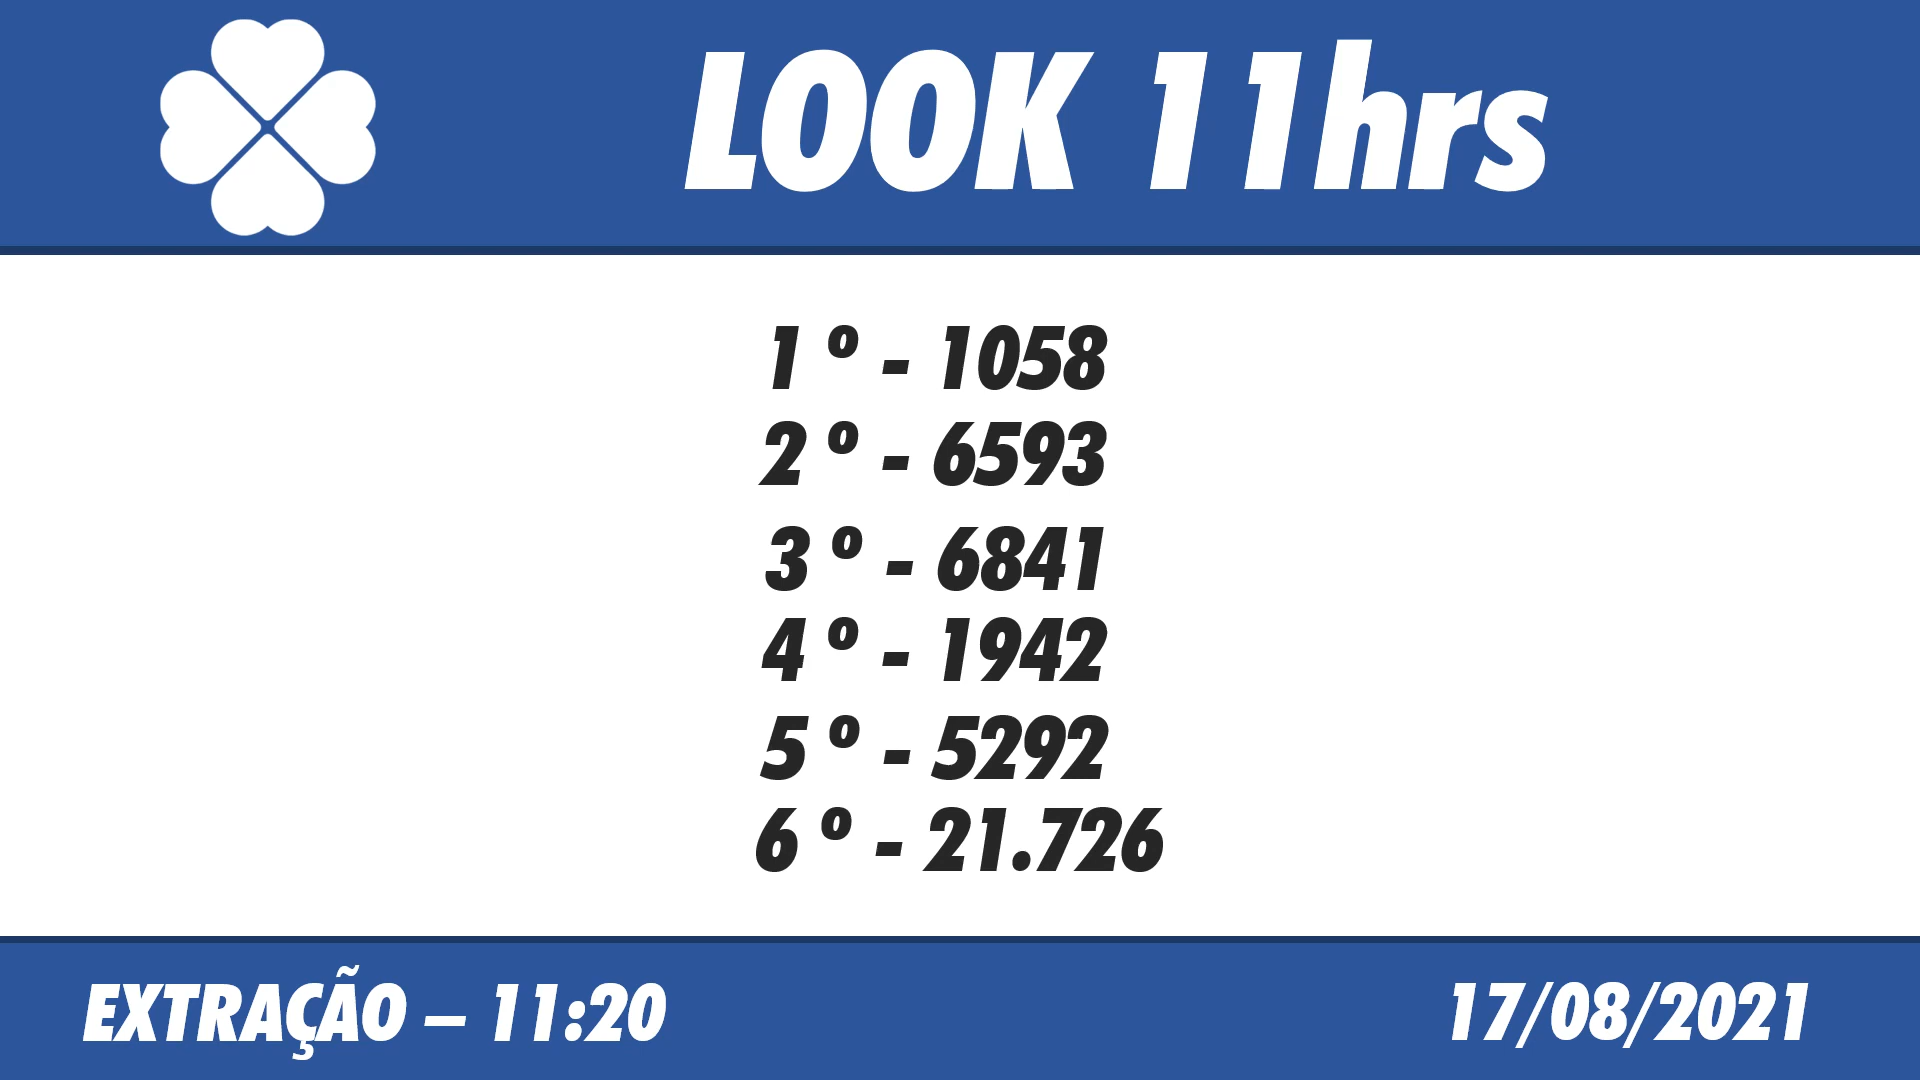 LOOK 11hrs
1 º - 1058
2 º - 6593
3 º - 6841
4 º - 1942
5 º - 5292
6 º - 21.726
EXTRAÇÃO – 11:20
17/08/2021